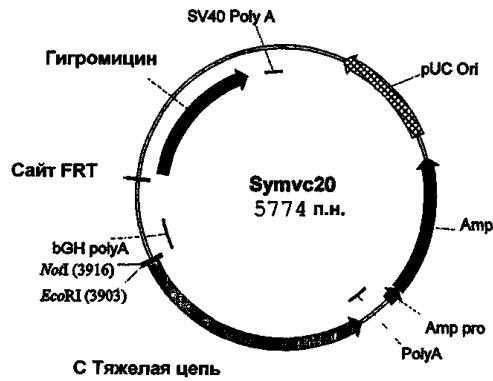 SV40 Poly A
Гигромицин
pUC Ori
Сайт FRT
Symvc20
5774 п.н.
Amp
bGH polyA
NotI (3916)
EcoRI (3903)
Amp pro
PolyA
С Тяжелая цепь